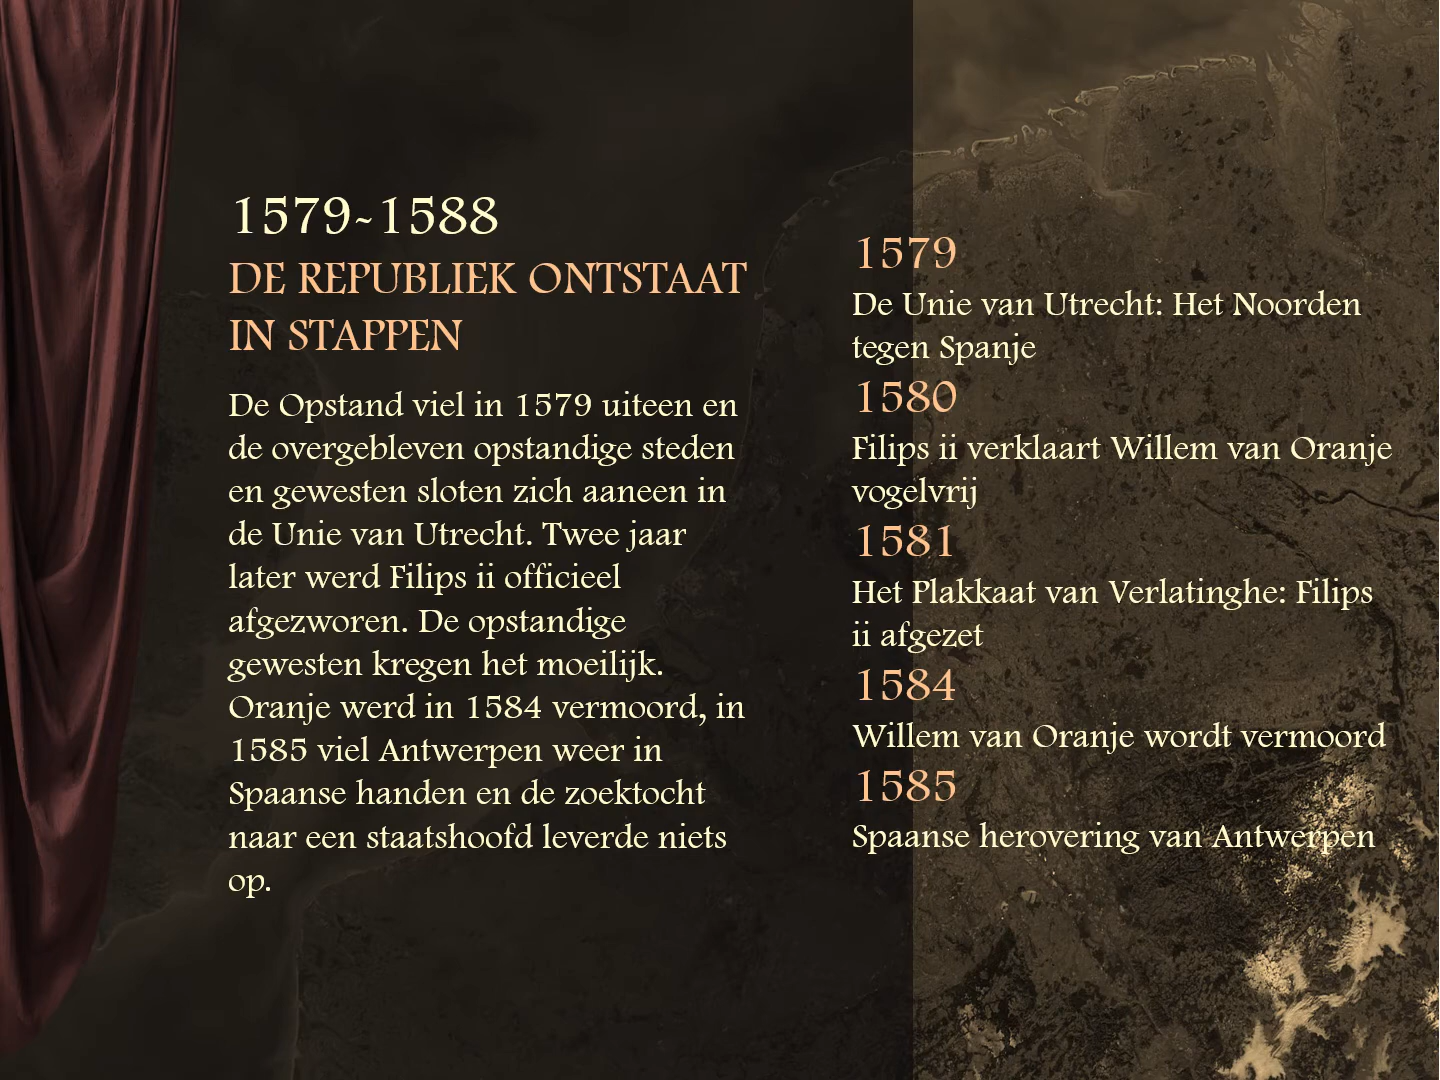 1579-1588
DE REPUBLIEK ONTSTAAT
IN STAPPEN
De Opstand viel in 1579 uiteen en
de overgebleven opstandige steden
en gewesten sloten zich aaneen in
de Unie van Utrecht. Twee jaar
later werd Filips ii officieel
afgezworen. De opstandige
gewesten kregen het moeilijk.
Oranje werd in 1584 vermoord, in
1585 viel Antwerpen weer in
Spaanse handen en de zoektocht
naar een staatshoofd leverde niets
op.
1579
De Unie van Utrecht: Het Noorden
tegen Spanje
1580
Filips ii verklaart Willem van Oranje
vogelvrij
1581
Het Plakkaat van Verlatinghe: Filips
ii afgezet
1584
Willem van Oranje wordt vermoord
1585
Spaanse herovering van Antwerpen